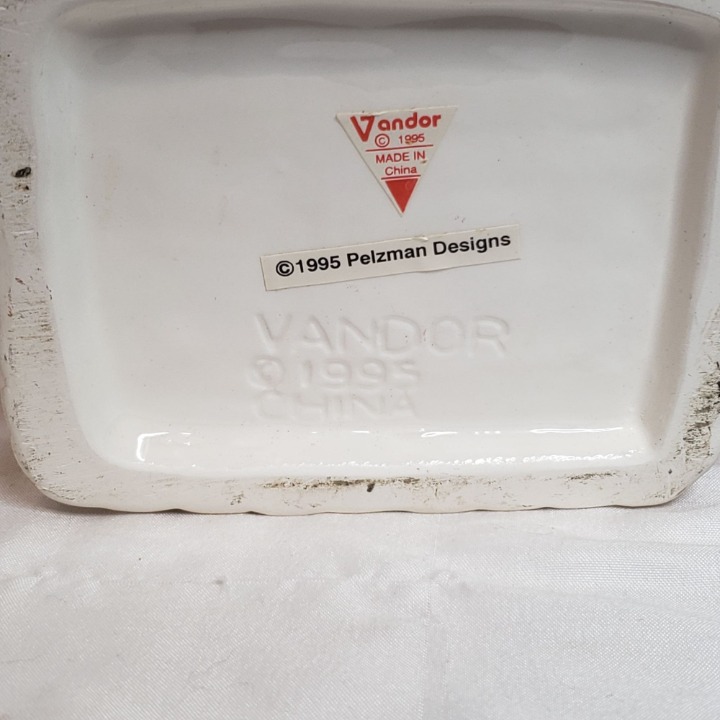 Vandor
© 1995
MADE IN
China
©1995 Pelzman Designs
VANDOR
© 1995
CHINA